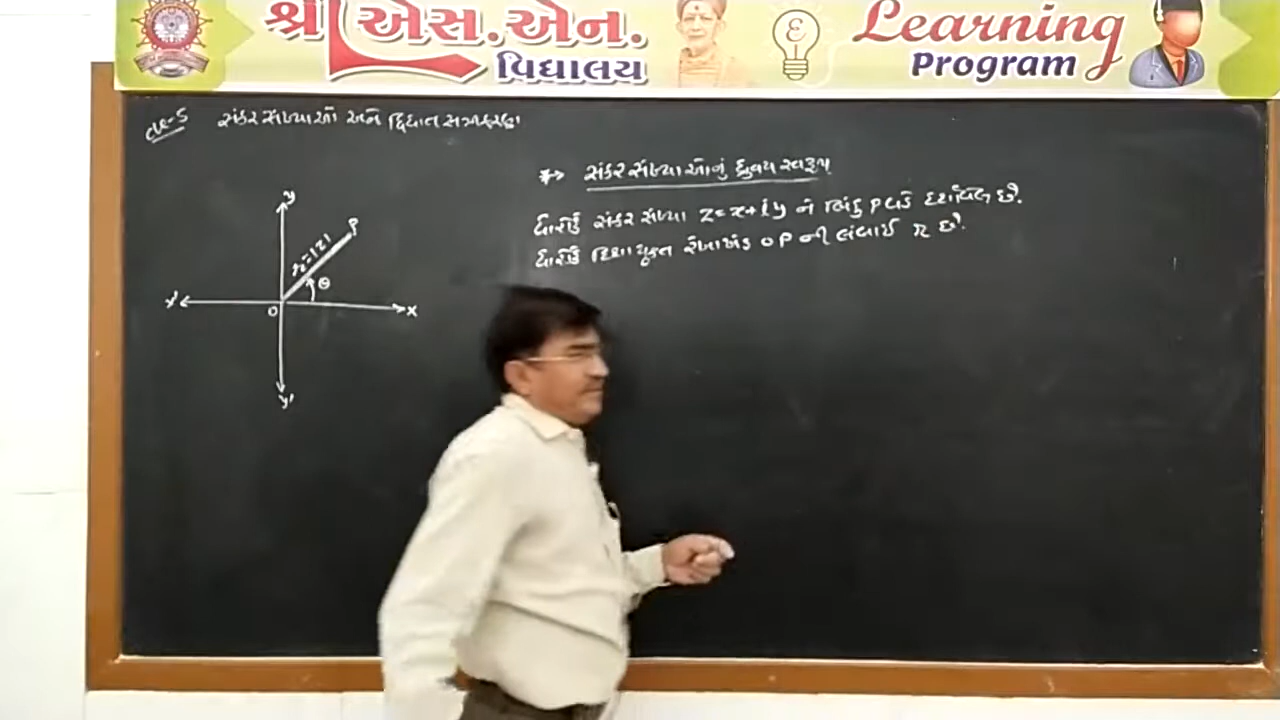 શ્રી એસ.એન.
વિદ્યાલય
Learning
Program
સંકર સંખ્યાઓ અને દ્વિઘાત સમીકરણ
*→ સંકર સંખ્યાઓનું ધ્રુવીય સ્વરૂપ
ધારોકે સંકર સંખ્યા z=x+iy ને બિંદુ P વડે દર્શાવેલ છે.
ધારોકે દિશાયુક્ત રેખાખંડ OP ની લંબાઈ r છે.
y
P
r=|z|
θ
x' O x
y'